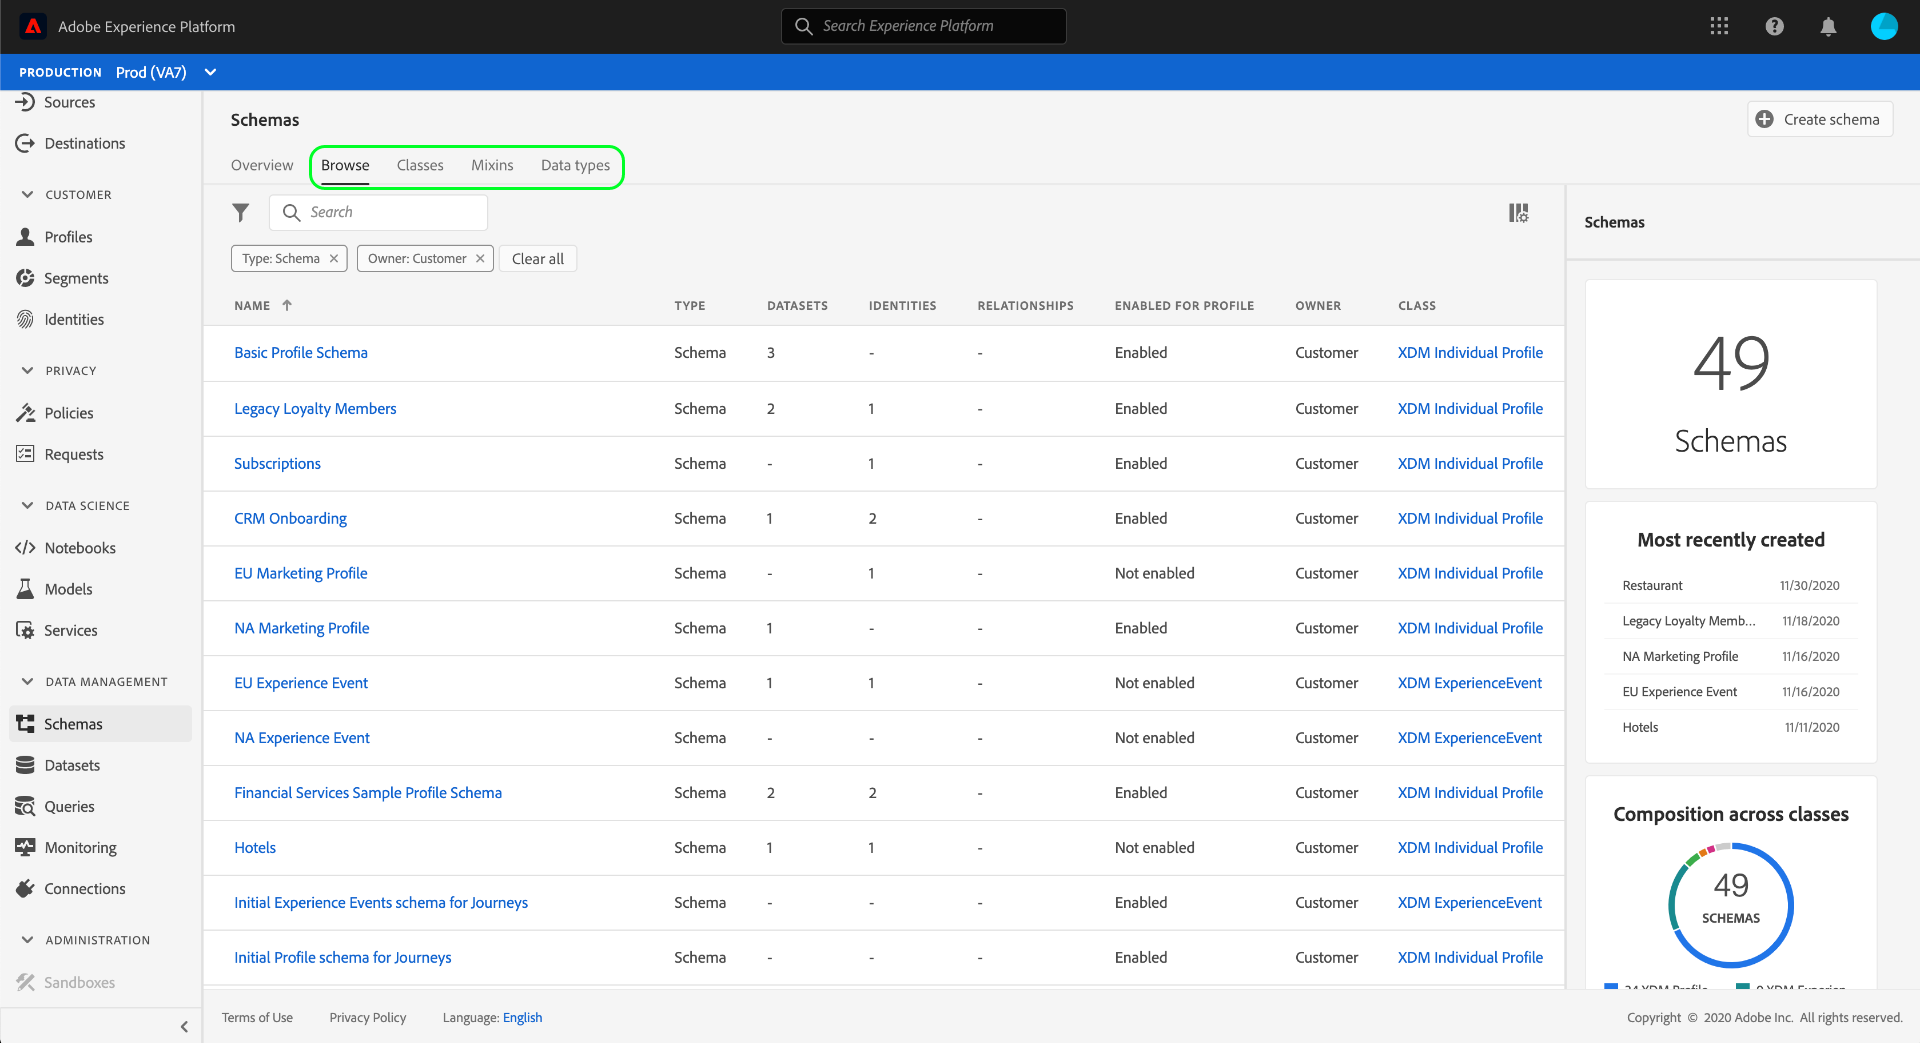 Adobe Experience Platform
Search Experience Platform
PRODUCTION Prod (VA7)
Sources
Destinations
CUSTOMER
Profiles
Segments
Identities
PRIVACY
Policies
Requests
DATA SCIENCE
Notebooks
Models
Services
DATA MANAGEMENT
Schemas
Datasets
Queries
Monitoring
Connections
ADMINISTRATION
Sandboxes
Schemas
Create schema
Overview Browse Classes Mixins Data types
Search
Type: Schema Owner: Customer Clear all
NAME TYPE DATASETS IDENTITIES RELATIONSHIPS ENABLED FOR PROFILE OWNER CLASS
Basic Profile Schema Schema 3 - - Enabled Customer XDM Individual Profile
Legacy Loyalty Members Schema 2 1 - Enabled Customer XDM Individual Profile
Subscriptions Schema - 1 - Enabled Customer XDM Individual Profile
CRM Onboarding Schema 1 2 - Enabled Customer XDM Individual Profile
EU Marketing Profile Schema - 1 - Not enabled Customer XDM Individual Profile
NA Marketing Profile Schema 1 - - Enabled Customer XDM Individual Profile
EU Experience Event Schema 1 1 - Not enabled Customer XDM ExperienceEvent
NA Experience Event Schema - - - Not enabled Customer XDM ExperienceEvent
Financial Services Sample Profile Schema Schema 2 2 - Enabled Customer XDM Individual Profile
Hotels Schema 1 1 - Not enabled Customer XDM Individual Profile
Initial Experience Events schema for Journeys Schema - - - Enabled Customer XDM ExperienceEvent
Initial Profile schema for Journeys Schema - - - Enabled Customer XDM Individual Profile
Schemas
49
Schemas
Most recently created
Restaurant 11/30/2020
Legacy Loyalty Memb... 11/18/2020
NA Marketing Profile 11/16/2020
EU Experience Event 11/16/2020
Hotels 11/11/2020
Composition across classes
49
SCHEMAS
XDM Profile XDM
Terms of Use Privacy Policy Language: English
Copyright © 2020 Adobe Inc. All rights reserved.